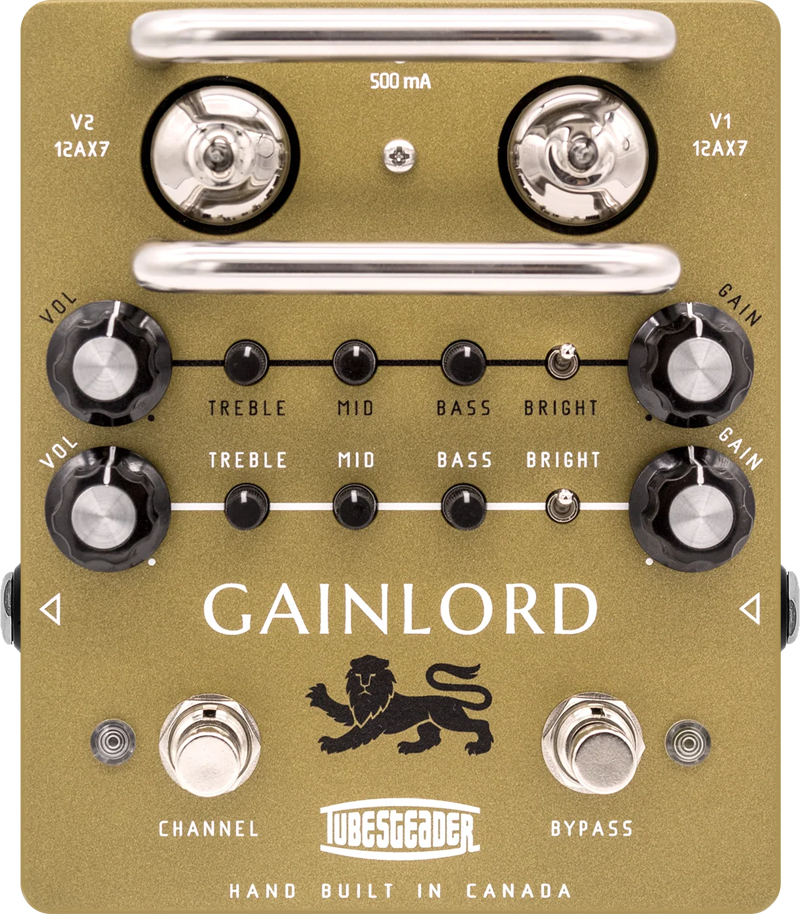 500 mA
V2
12AX7
V1
12AX7
VOL
GAIN
TREBLE MID BASS BRIGHT
VOL
GAIN
TREBLE MID BASS BRIGHT
GAINLORD
CHANNEL
BYPASS
TUBESTEADER
HAND BUILT IN CANADA